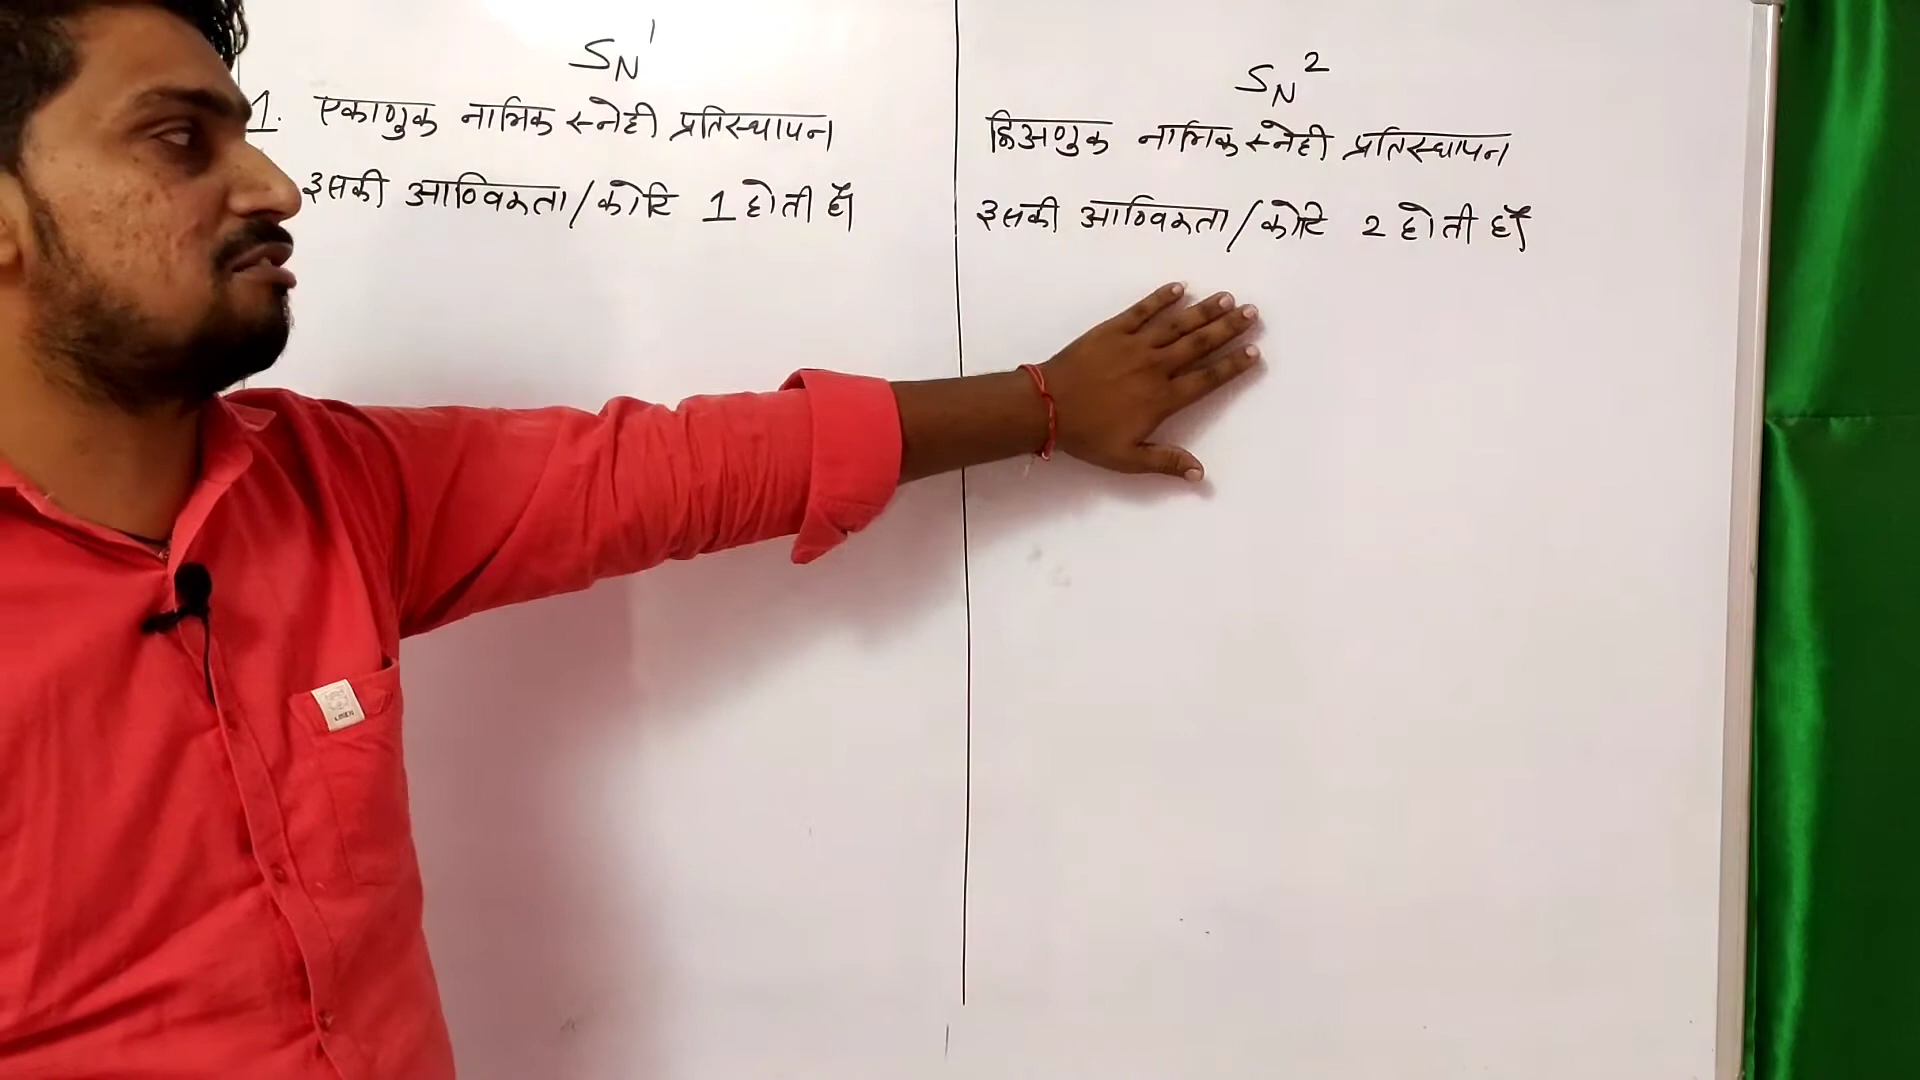 SN1
1. एकाणुक नाभिक स्नेही प्रतिस्थापन
इसकी आण्विकता/कोटि 1 होती है
SN2
द्विअणुक नाभिक स्नेही प्रतिस्थापन
इसकी आण्विकता/कोटि 2 होती है